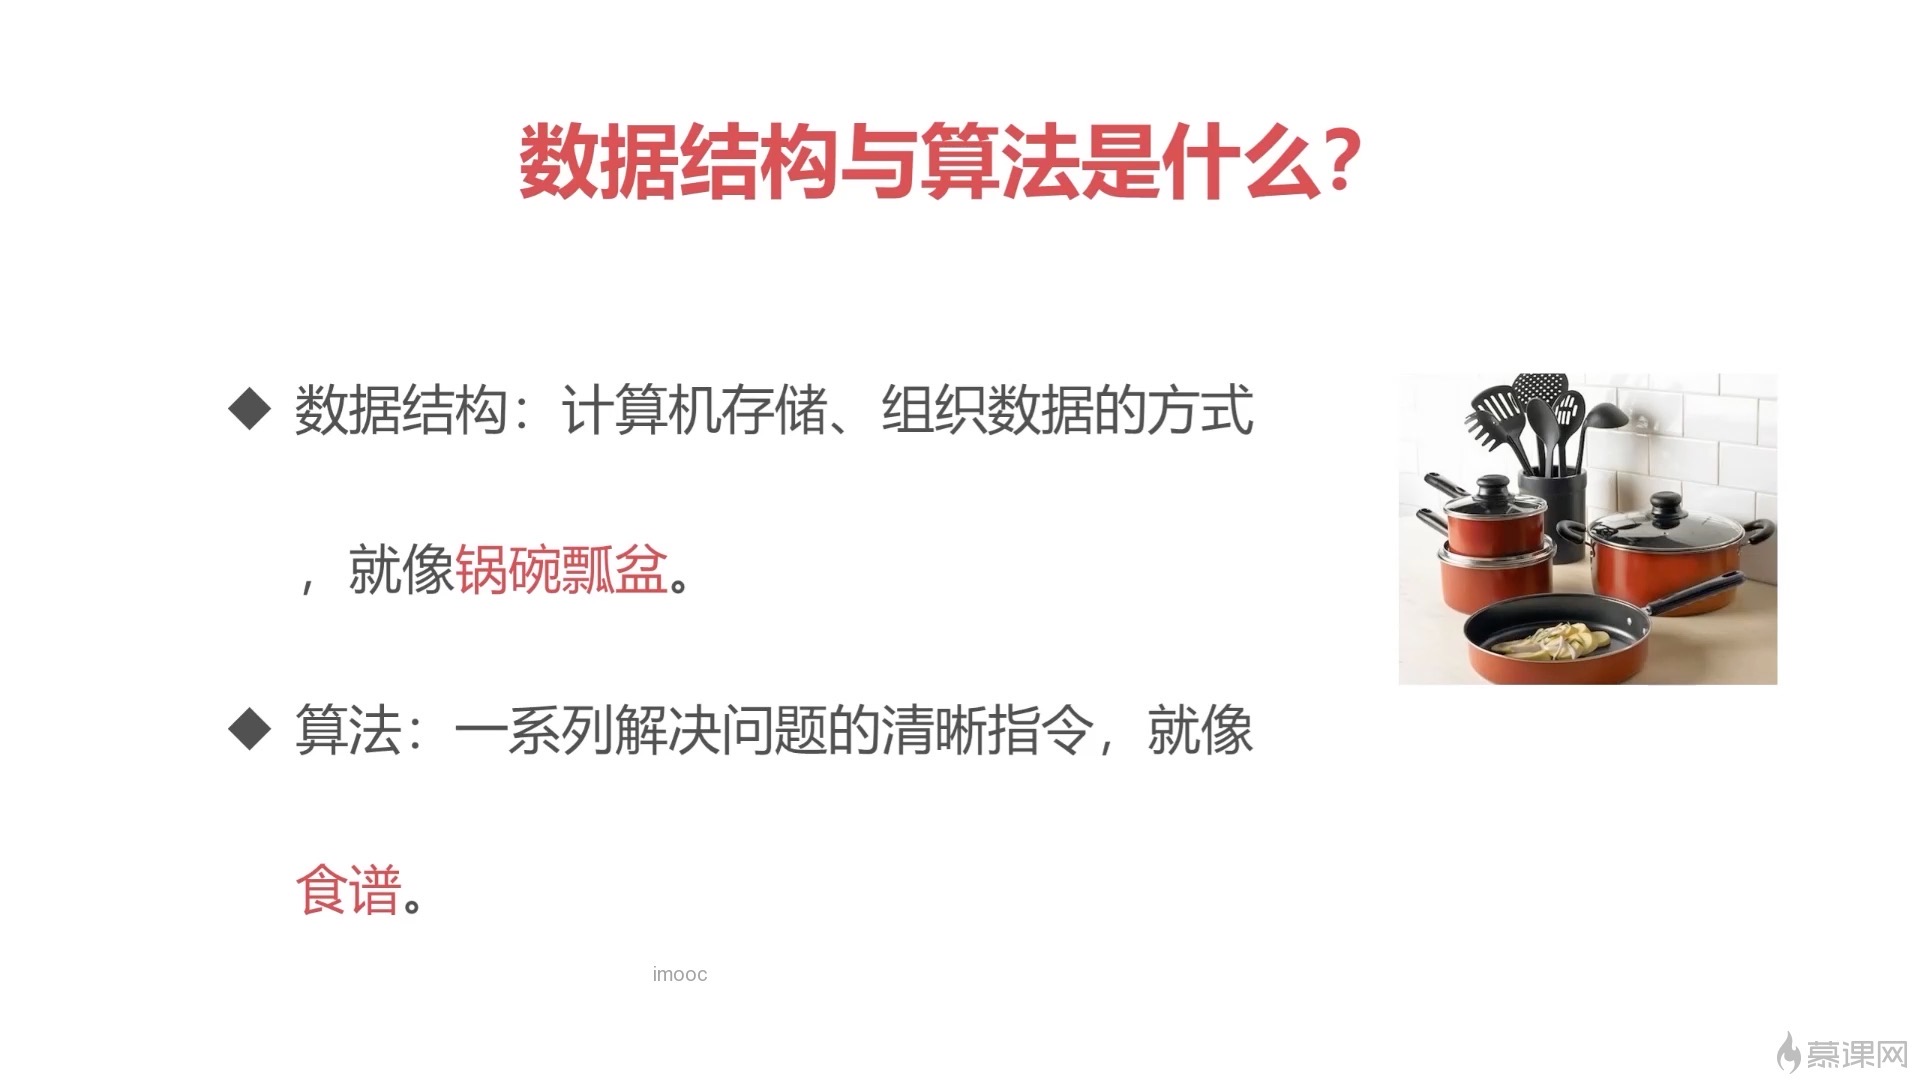 数据结构与算法是什么？
◆ 数据结构：计算机存储、组织数据的方式
，就像锅碗瓢盆。
◆ 算法：一系列解决问题的清晰指令，就像
食谱。
imooc
慕课网